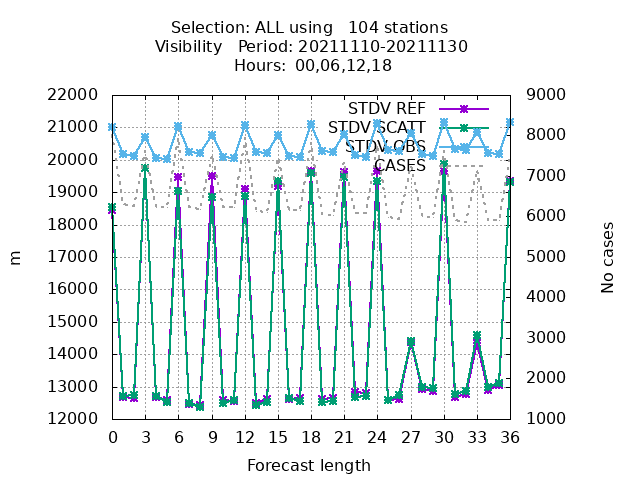 Selection: ALL using   104 stations
Visibility   Period: 20211110-20211130
Hours:  00,06,12,18
22000
21000
20000
19000
18000
17000
16000
15000
14000
13000
12000
m
9000
8000
7000
6000
5000
4000
3000
2000
1000
No cases
STDV REF
STDV SCATT
STDV OBS
CASES
0 3 6 9 12 15 18 21 24 27 30 33 36
Forecast length